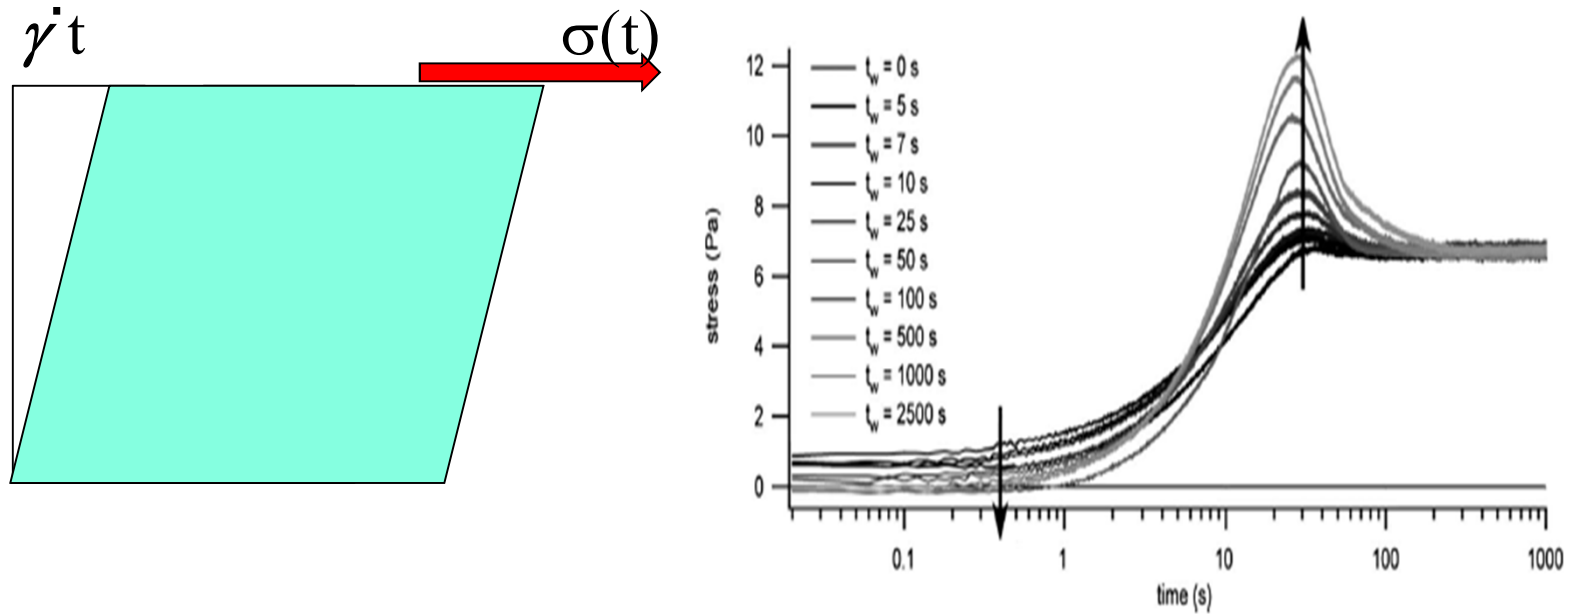 γ̇ t
σ(t)
12
10
8
6
4
2
0
stress (Pa)
t_w = 0 s
t_w = 5 s
t_w = 7 s
t_w = 10 s
t_w = 25 s
t_w = 50 s
t_w = 100 s
t_w = 500 s
t_w = 1000 s
t_w = 2500 s
0.1 1 10 100 1000
time (s)